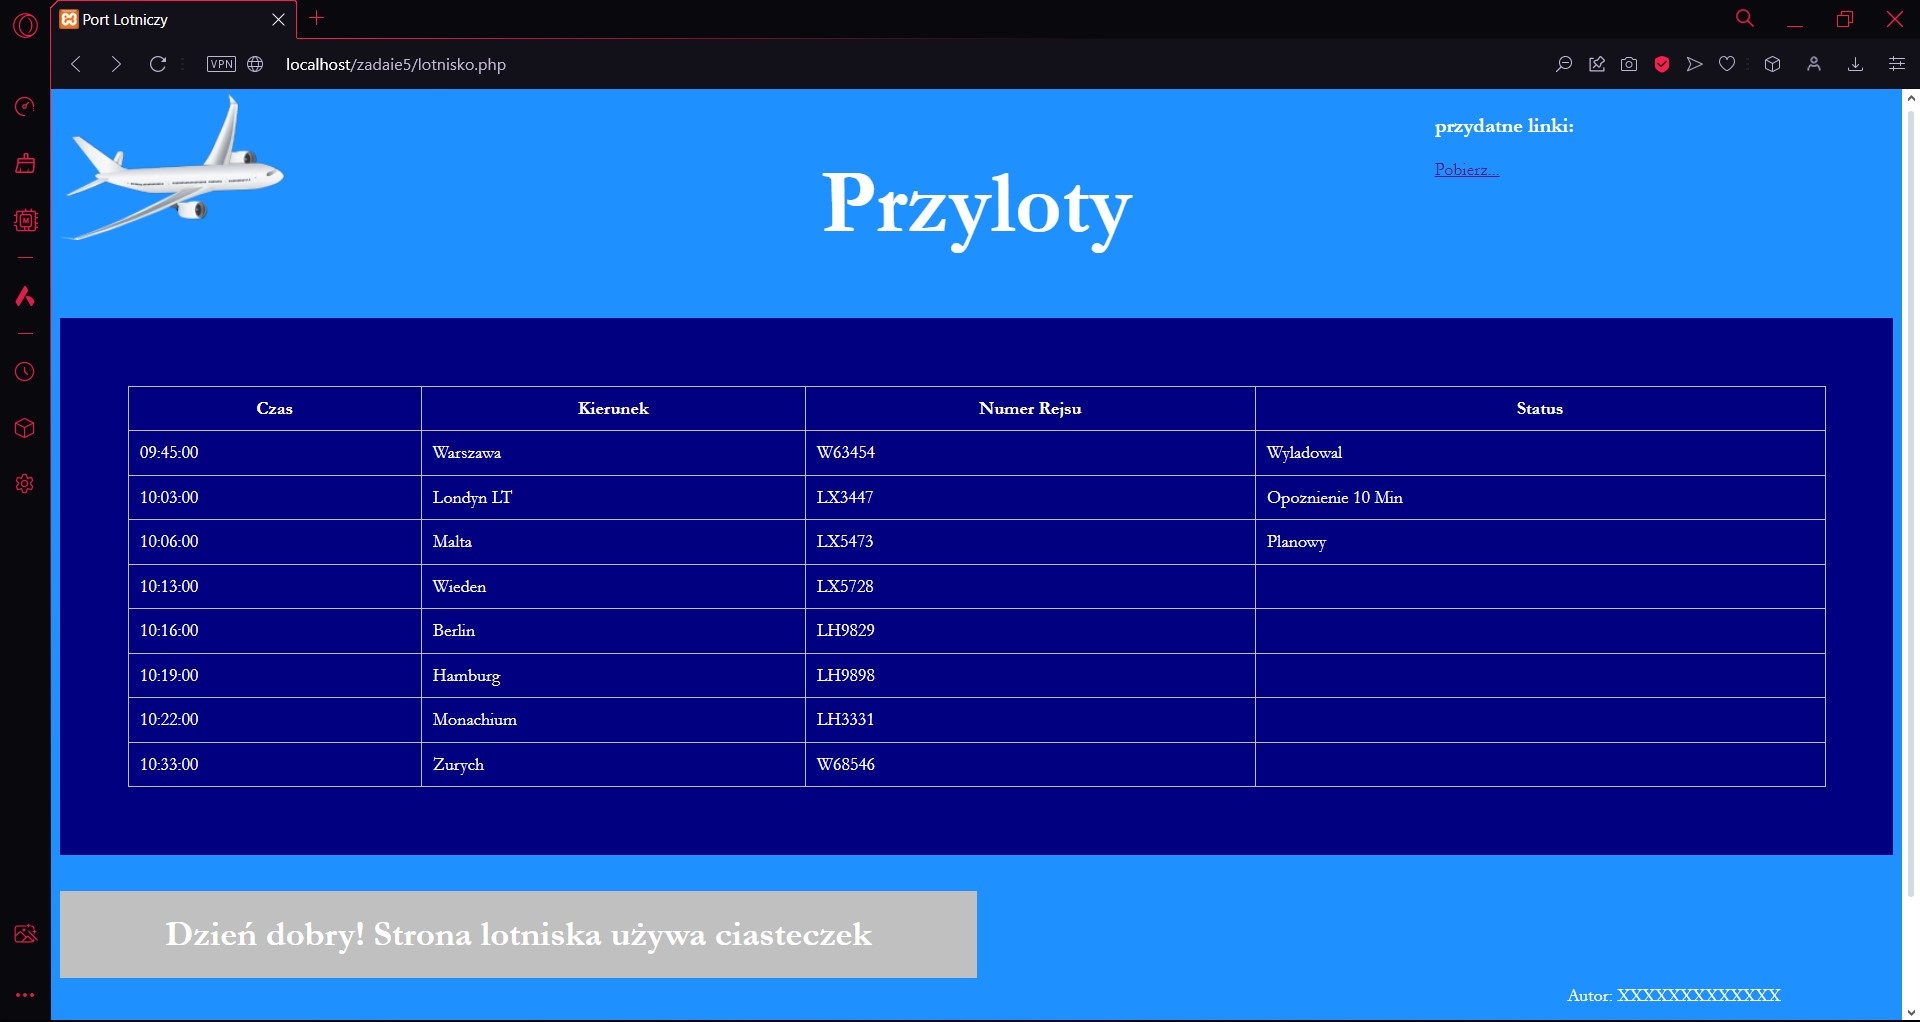 Port Lotniczy
VPN
localhost/zadaie5/lotnisko.php
przydatne linki:
Pobierz...
Przyloty
Czas Kierunek Numer Rejsu Status
09:45:00 Warszawa W63454 Wyladowal
10:03:00 Londyn LT LX3447 Opoznienie 10 Min
10:06:00 Malta LX5473 Planowy
10:13:00 Wieden LX5728
10:16:00 Berlin LH9829
10:19:00 Hamburg LH9898
10:22:00 Monachium LH3331
10:33:00 Zurych W68546
Dzień dobry! Strona lotniska używa ciasteczek
Autor: XXXXXXXXXXXXX